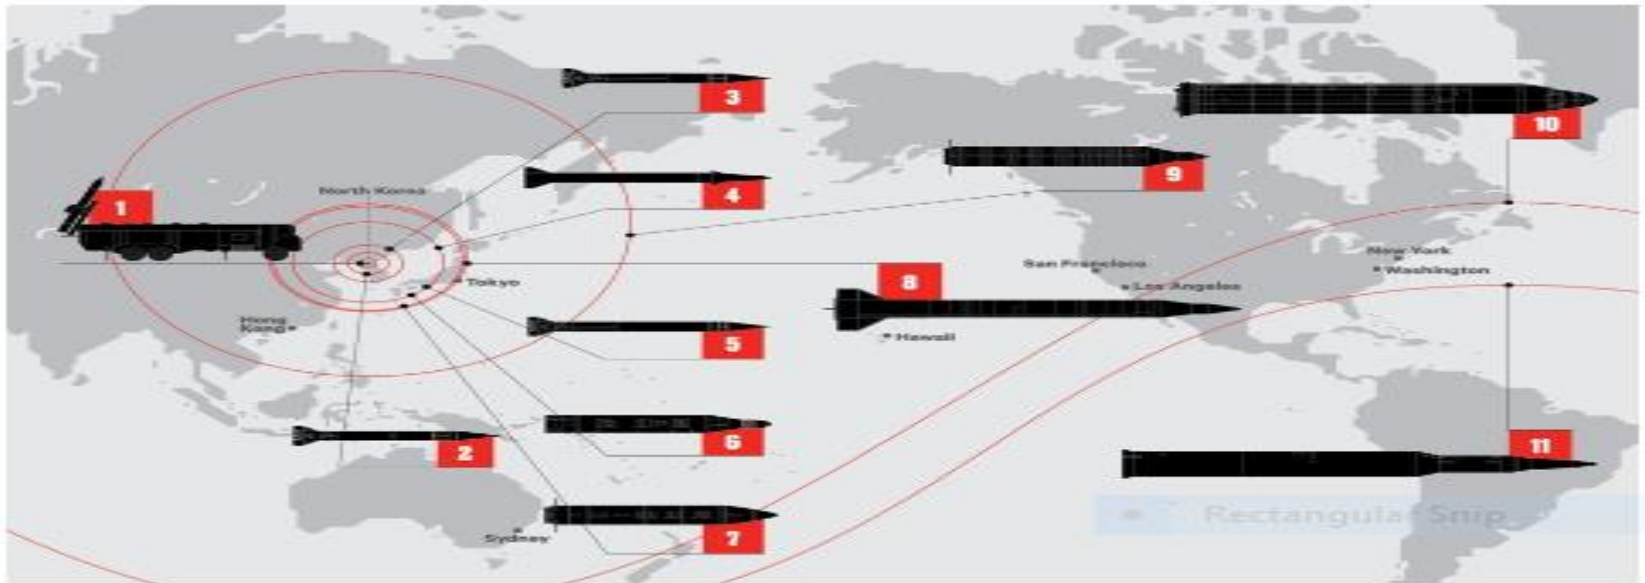 3
10
9
4
1
North Korea
New York
San Francisco
Washington
8
Tokyo
Los Angeles
Hong
Kong
Hawaii
5
6
2
11
Rectangular Snip
Sydney
7